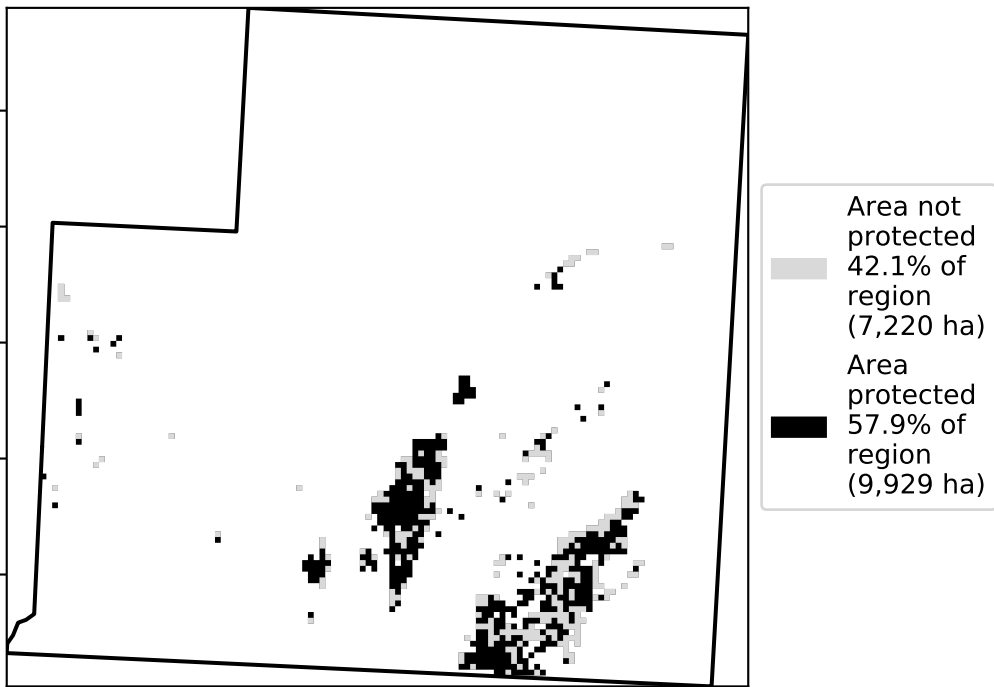 Area not
protected
42.1% of
region
(7,220 ha)
Area
protected
57.9% of
region
(9,929 ha)